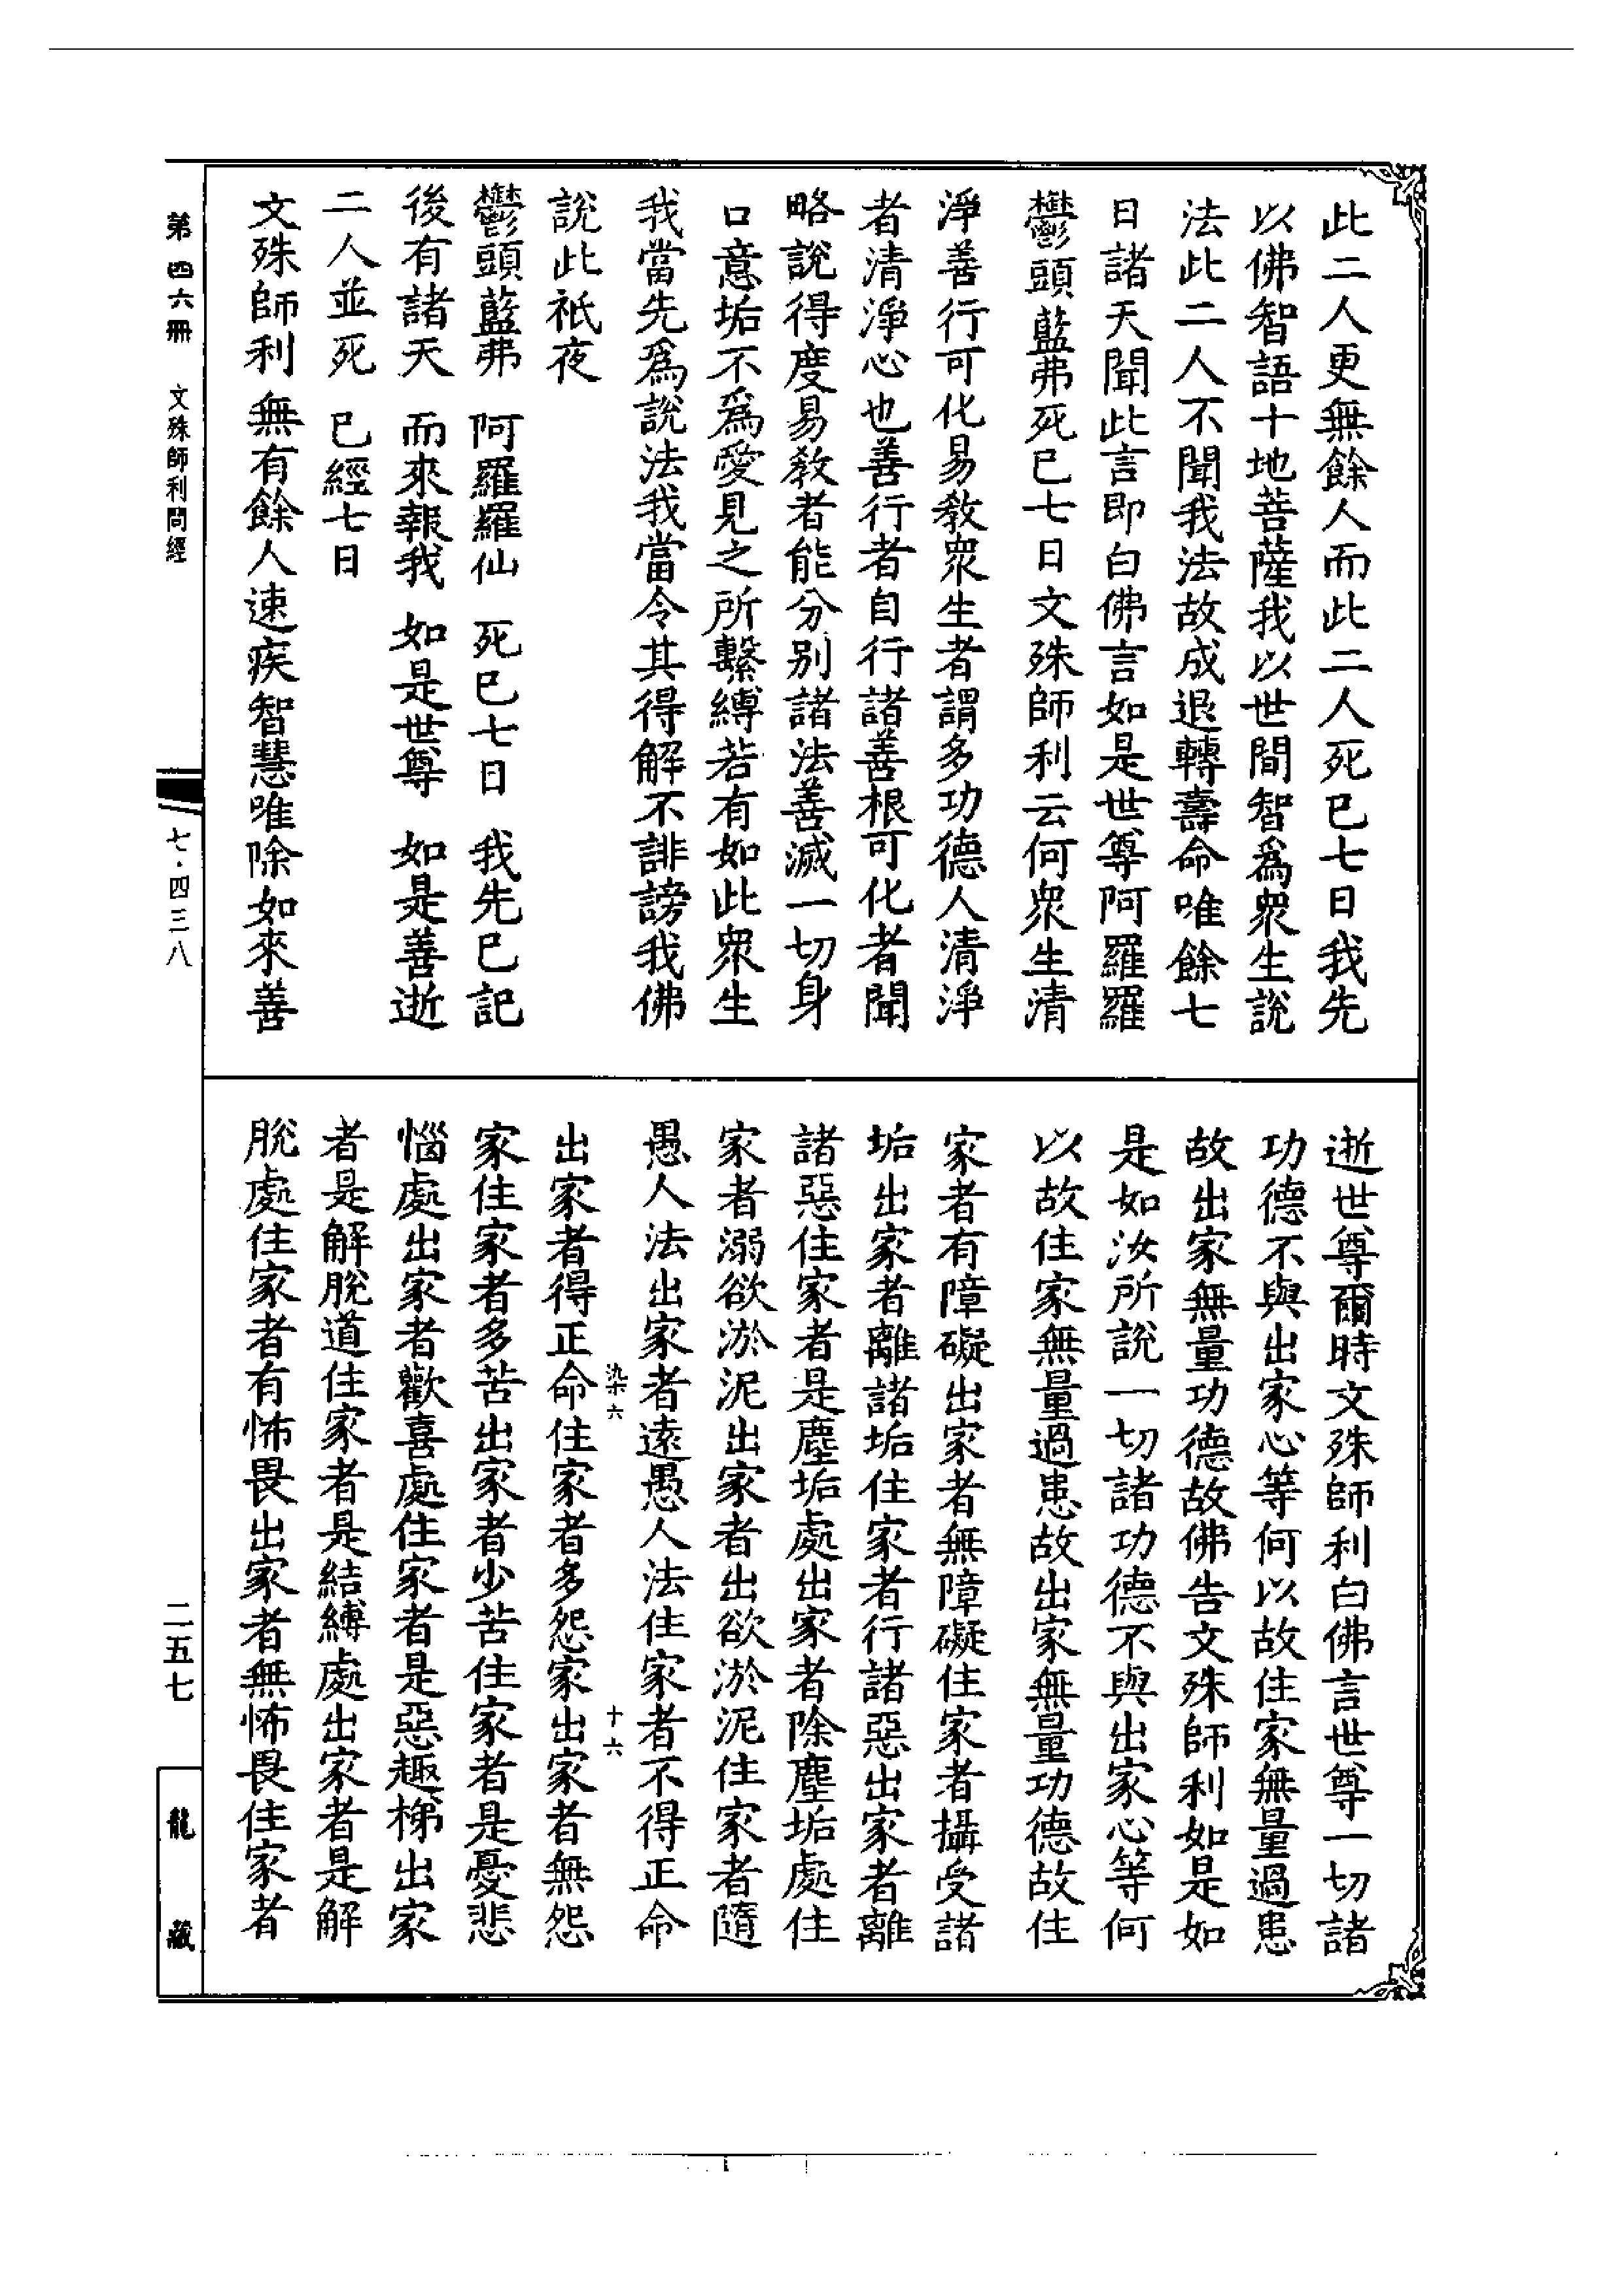 此二人更無餘人而此二人死已七日我先
以佛智語十地菩薩我以世間智爲衆生說
法此二人不聞我法故成退轉壽命唯餘七
日諸天聞此言即白佛言如是世尊阿羅羅
鬱頭藍弗死已七日文殊師利云何衆生清
淨善行可化易教衆生者謂多功德人清淨
者清淨心也善行者自行諸善根可化者聞
略說得度易教者能分別諸法善滅一切身
口意垢不爲愛見之所繫縛若有如此衆生
我當先爲說法我當令其得解不誹謗我佛
說此祇夜
鬱頭藍弗 阿羅羅仙 死已七日 我先已記
後有諸天 而來報我 如是世尊 如是善逝
二人並死 已經七日
文殊師利 無有餘人速疾智慧唯除如來善
逝世尊爾時文殊師利白佛言世尊一切諸
功德不與出家心等何以故住家無量過患
故出家無量功德故佛告文殊師利如是如
是如汝所說一切諸功德不與出家心等何
以故住家無量過患故出家無量功德故住
家者有障礙出家者無障礙住家者攝受諸
垢出家者離諸垢住家者行諸惡出家者離
諸惡住家者是塵垢處出家者除塵垢處住
家者溺欲淤泥出家者出欲淤泥住家者隨
愚人法出家者遠愚人法住家者不得正命
染六 十六
出家者得正命住家者多怨家出家者無怨
家住家者多苦出家者少苦住家者是憂悲
惱處出家者歡喜處住家者是惡趣梯出家
者是解脫道住家者是結縛處出家者是解
脫處住家者有怖畏出家者無怖畏住家者
第四六冊 文殊師利問經 七·四三八 二五七
龍藏